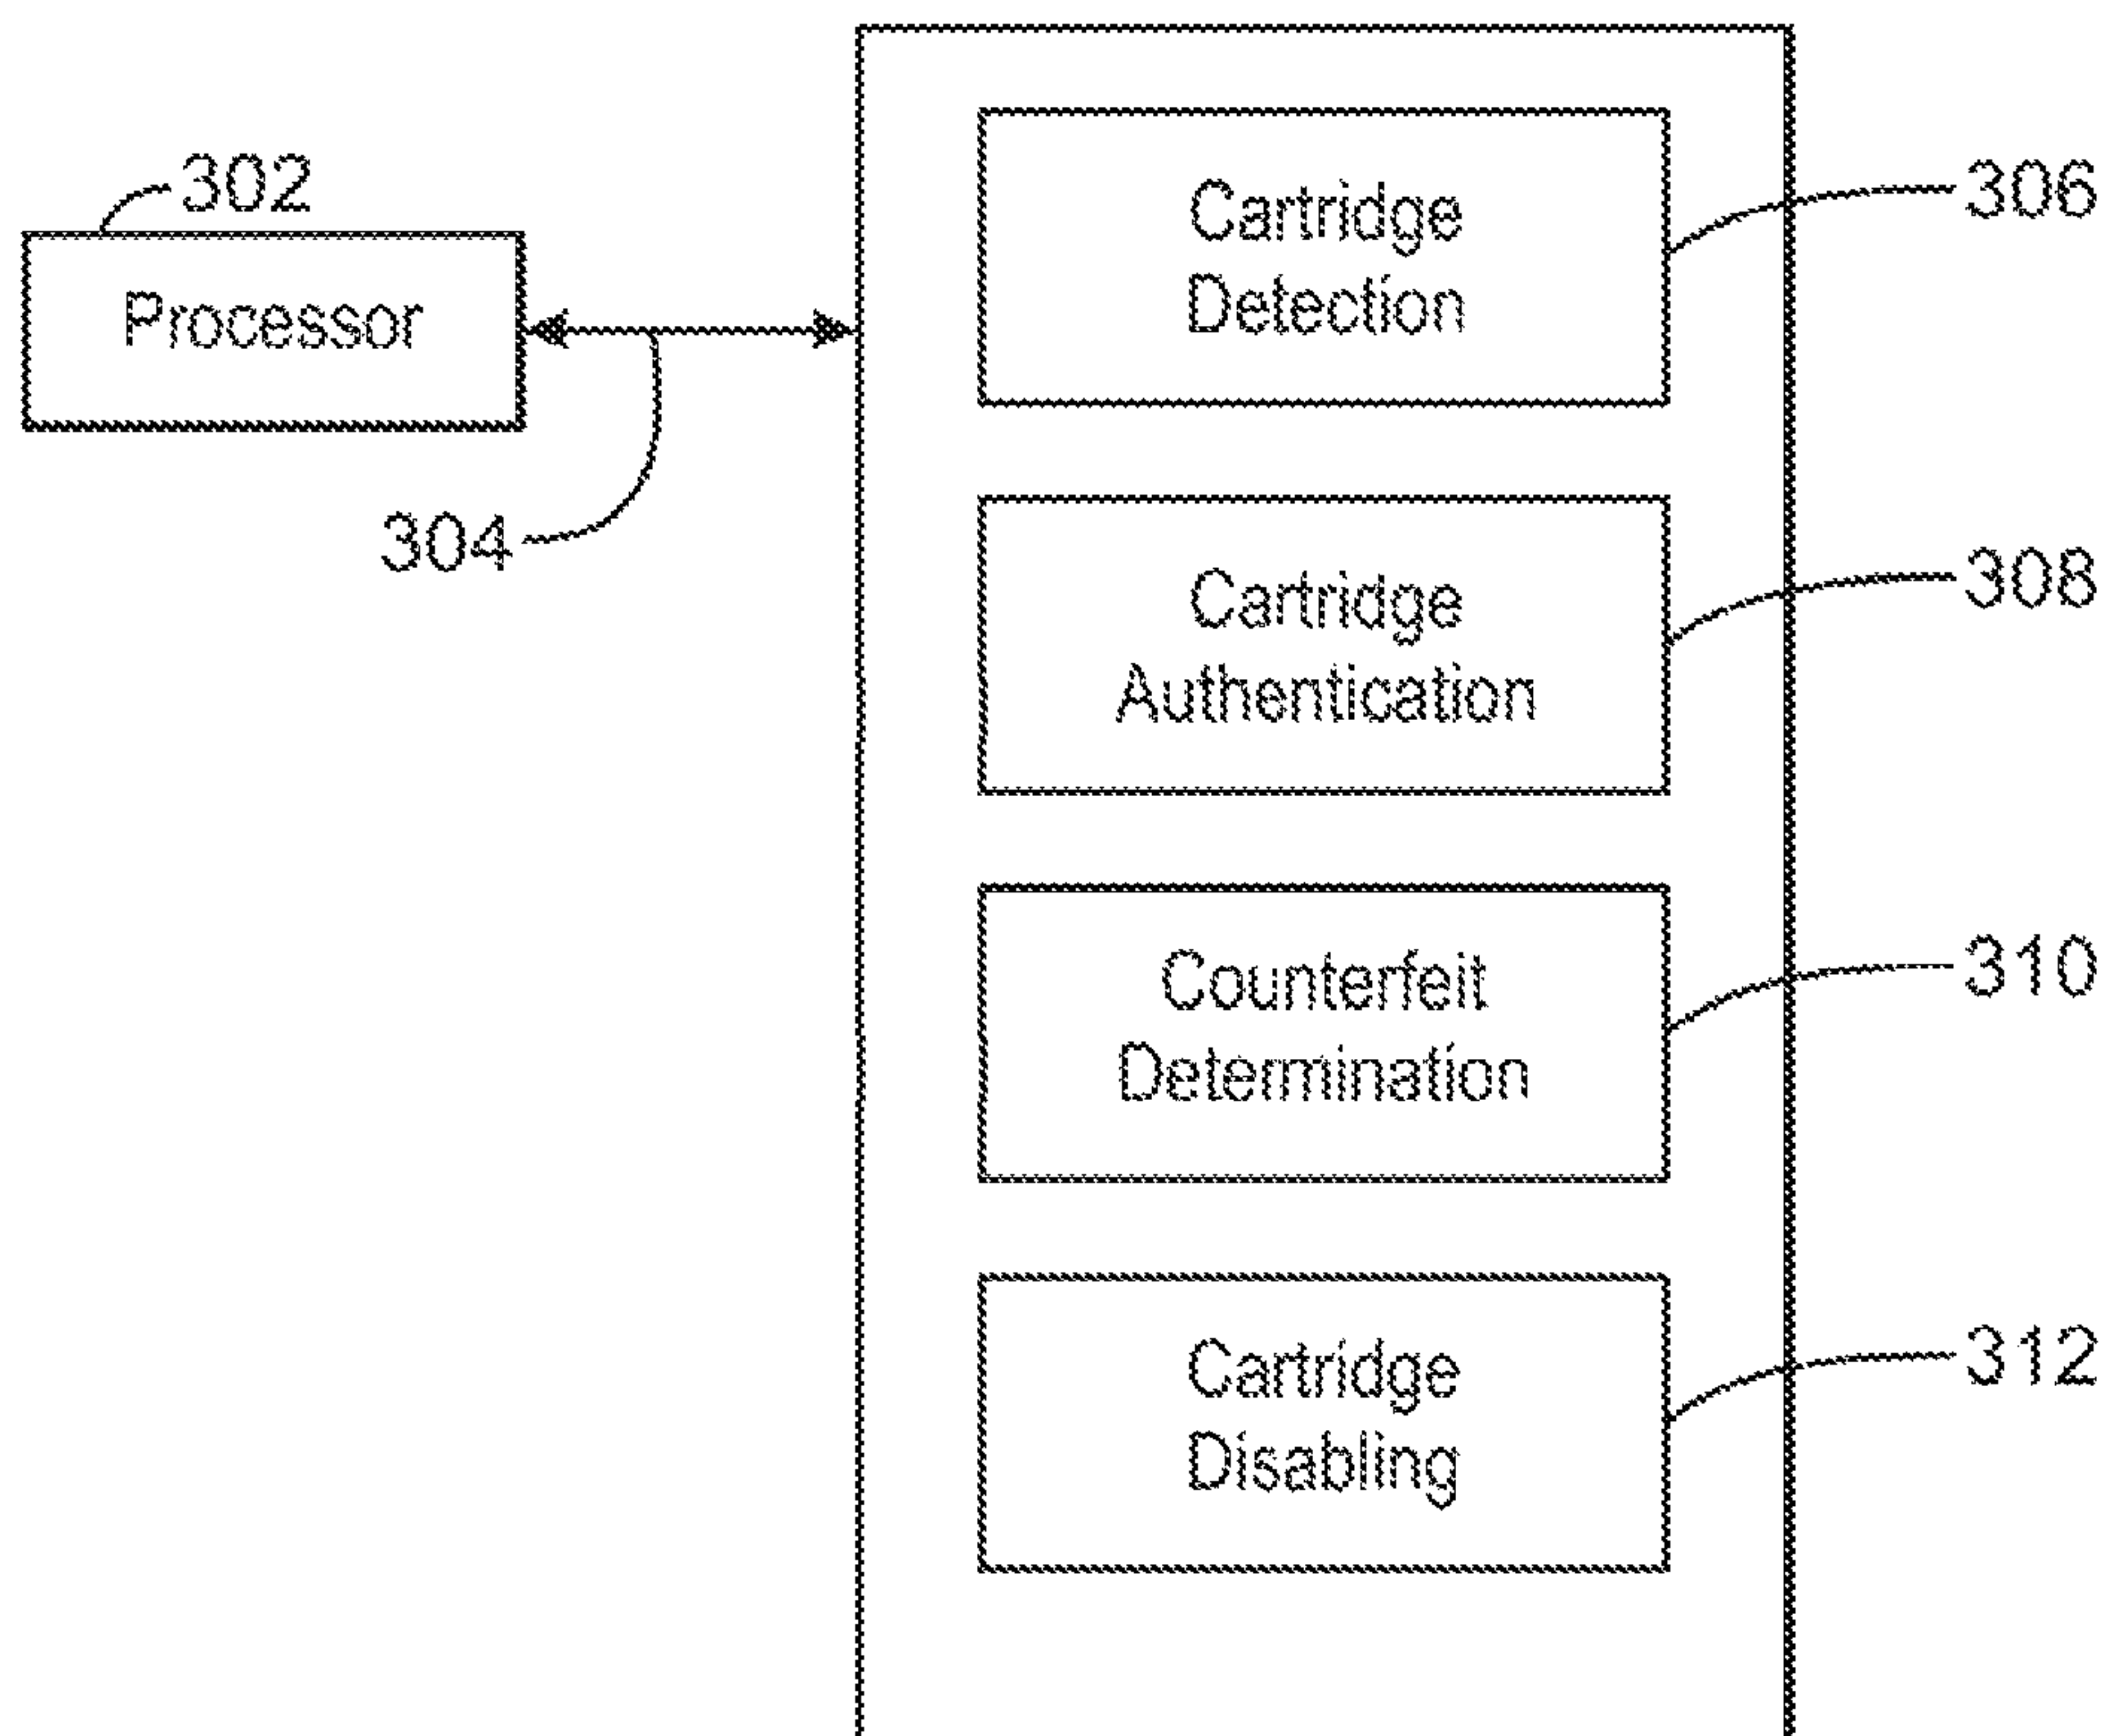 302
Processor
304
Cartridge
Detection
306
Cartridge
Authentication
308
Counterfeit
Determination
310
Cartridge
Disabling
312